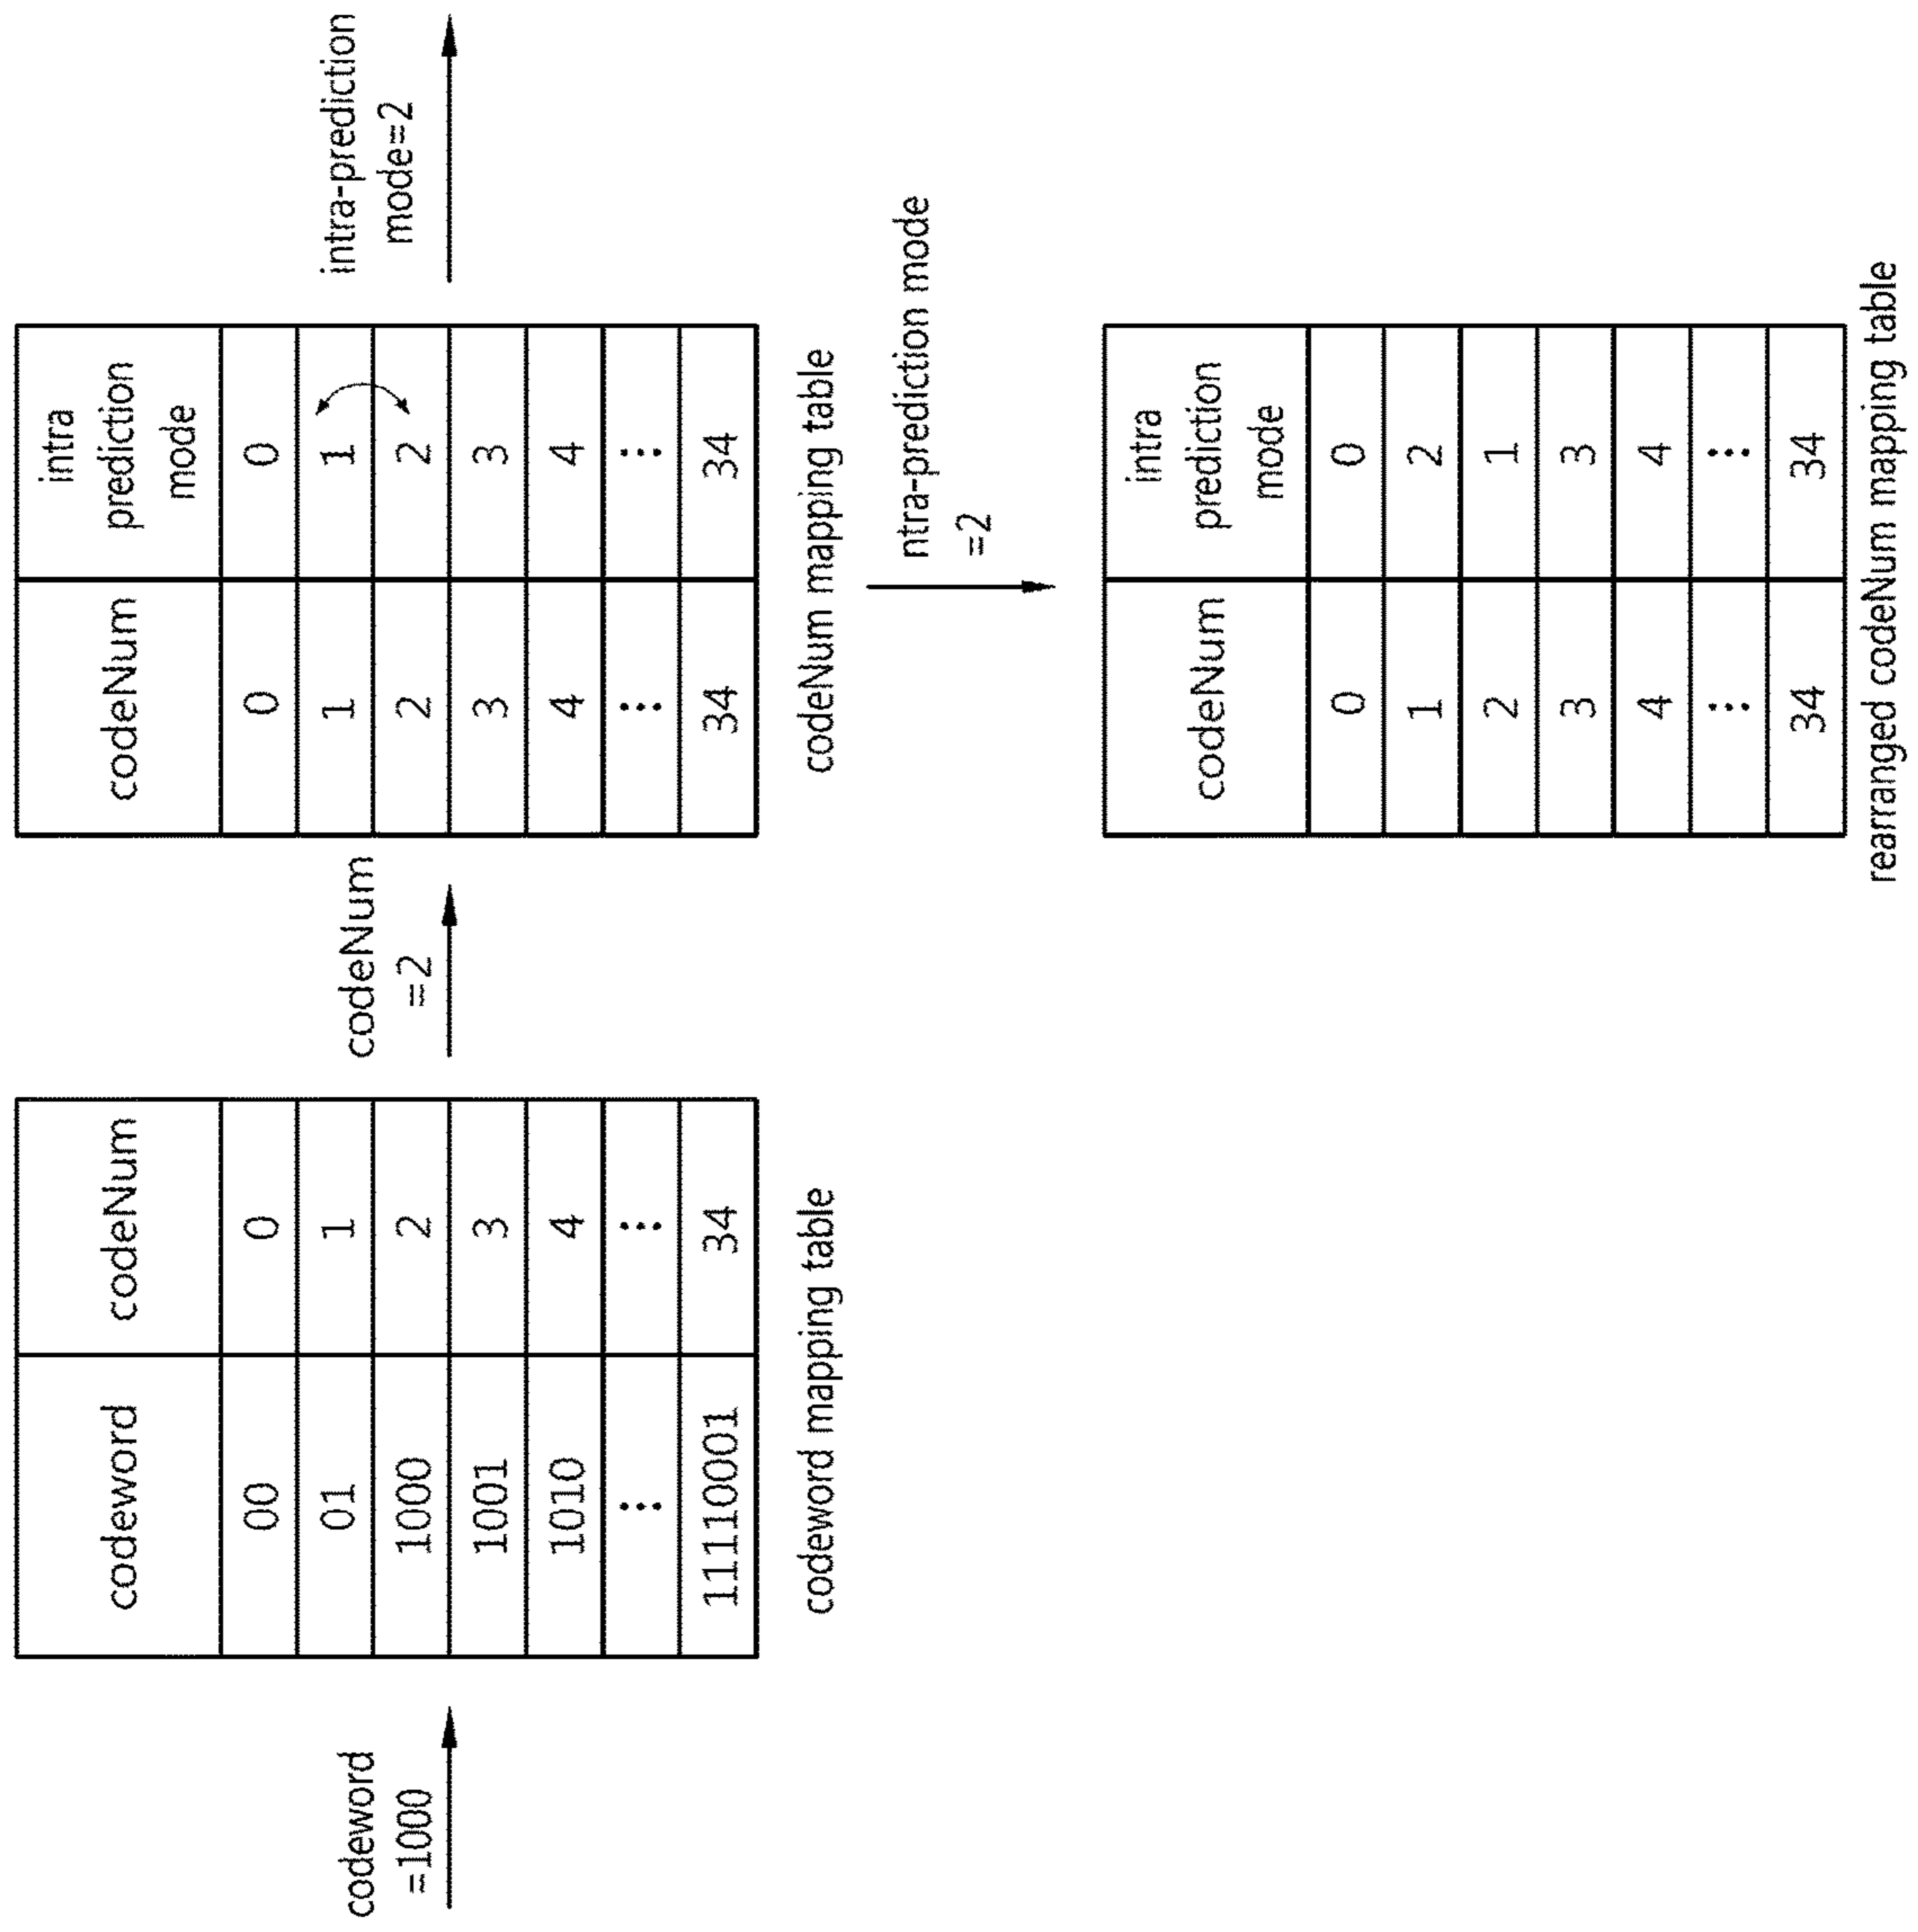 codeword
=1000
codeword codeNum
00 0
01 1
1000 2
1001 3
1010 4
⋮ ⋮
11110001 34
codeword mapping table
codeNum
=2
codeNum intra
prediction
mode
0 0
1 1
2 2
3 3
4 4
⋮ ⋮
34 34
codeNum mapping table
intra-prediction
mode=2
ntra-prediction mode
=2
codeNum intra
prediction
mode
0 0
1 2
2 1
3 3
4 4
⋮ ⋮
34 34
rearranged codeNum mapping table